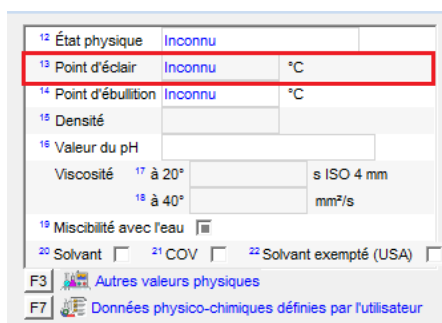 12 État physique Inconnu
13 Point d'éclair Inconnu °C
14 Point d'ébullition Inconnu °C
15 Densité
16 Valeur du pH
Viscosité 17 à 20° s ISO 4 mm
18 à 40° mm²/s
19 Miscibilité avec l'eau
20 Solvant 21 COV 22 Solvant exempté (USA)
F3 Autres valeurs physiques
F7 Données physico-chimiques définies par l'utilisateur